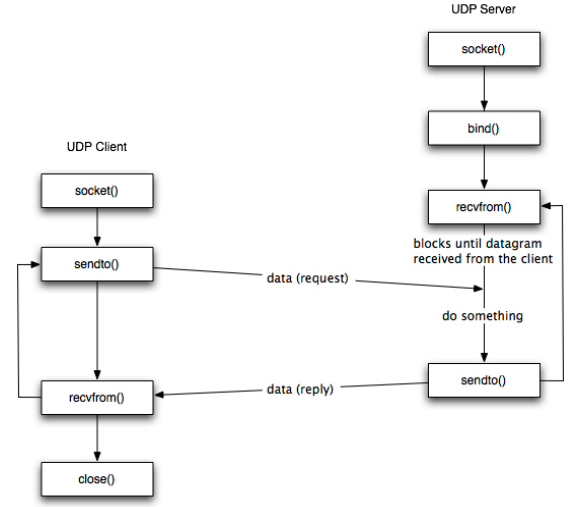 UDP Server
socket()
bind()
UDP Client
socket()
recvfrom()
blocks until datagram
received from the client
sendto()
data (request)
do something
sendto()
data (reply)
recvfrom()
close()